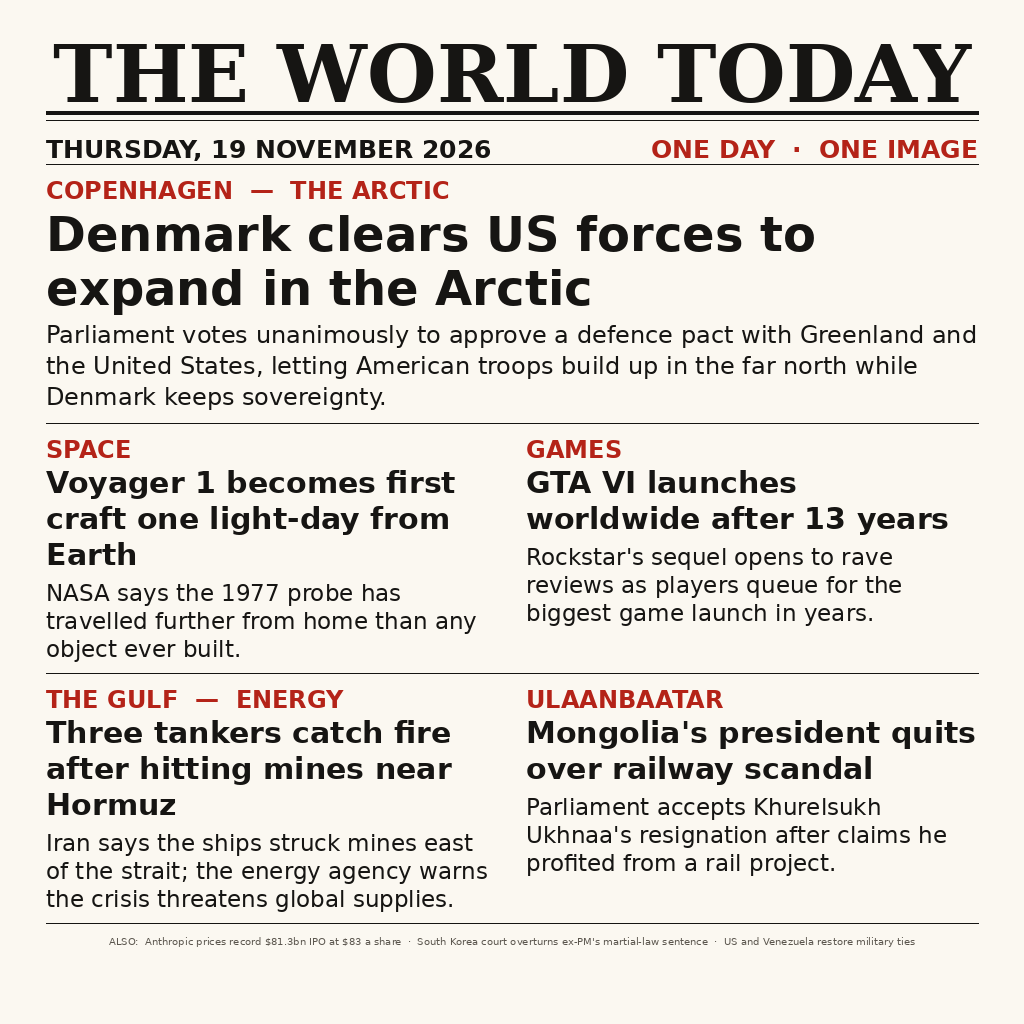 THE WORLD TODAY
THURSDAY, 19 NOVEMBER 2026
ONE DAY · ONE IMAGE
COPENHAGEN — THE ARCTIC
Denmark clears US forces to
expand in the Arctic
Parliament votes unanimously to approve a defence pact with Greenland and
the United States, letting American troops build up in the far north while
Denmark keeps sovereignty.
SPACE
Voyager 1 becomes first
craft one light-day from
Earth
NASA says the 1977 probe has
travelled further from home than any
object ever built.
GAMES
GTA VI launches
worldwide after 13 years
Rockstar's sequel opens to rave
reviews as players queue for the
biggest game launch in years.
THE GULF — ENERGY
Three tankers catch fire
after hitting mines near
Hormuz
Iran says the ships struck mines east
of the strait; the energy agency warns
the crisis threatens global supplies.
ULAANBAATAR
Mongolia's president quits
over railway scandal
Parliament accepts Khurelsukh
Ukhnaa's resignation after claims he
profited from a rail project.
ALSO: Anthropic prices record $81.3bn IPO at $83 a share · South Korea court overturns ex-PM's martial-law sentence · US and Venezuela restore military ties